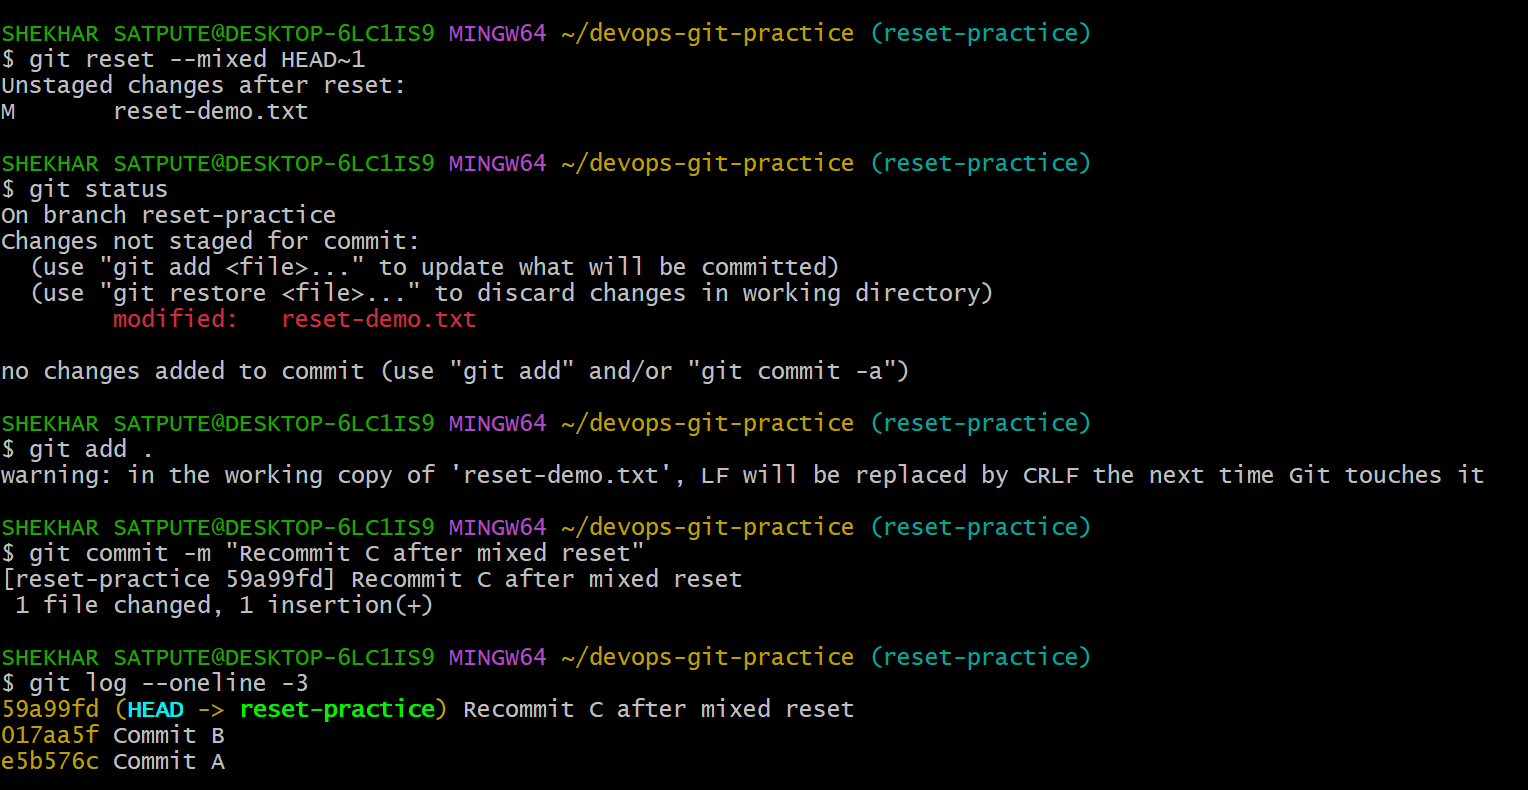 SHEKHAR SATPUTE@DESKTOP-6LC1IS9 MINGW64 ~/devops-git-practice (reset-practice)
$ git reset --mixed HEAD~1
Unstaged changes after reset:
M       reset-demo.txt
SHEKHAR SATPUTE@DESKTOP-6LC1IS9 MINGW64 ~/devops-git-practice (reset-practice)
$ git status
On branch reset-practice
Changes not staged for commit:
  (use "git add <file>..." to update what will be committed)
  (use "git restore <file>..." to discard changes in working directory)
        modified:   reset-demo.txt
no changes added to commit (use "git add" and/or "git commit -a")
SHEKHAR SATPUTE@DESKTOP-6LC1IS9 MINGW64 ~/devops-git-practice (reset-practice)
$ git add .
warning: in the working copy of 'reset-demo.txt', LF will be replaced by CRLF the next time Git touches it
SHEKHAR SATPUTE@DESKTOP-6LC1IS9 MINGW64 ~/devops-git-practice (reset-practice)
$ git commit -m "Recommit C after mixed reset"
[reset-practice 59a99fd] Recommit C after mixed reset
 1 file changed, 1 insertion(+)
SHEKHAR SATPUTE@DESKTOP-6LC1IS9 MINGW64 ~/devops-git-practice (reset-practice)
$ git log --oneline -3
59a99fd (HEAD -> reset-practice) Recommit C after mixed reset
017aa5f Commit B
e5b576c Commit A